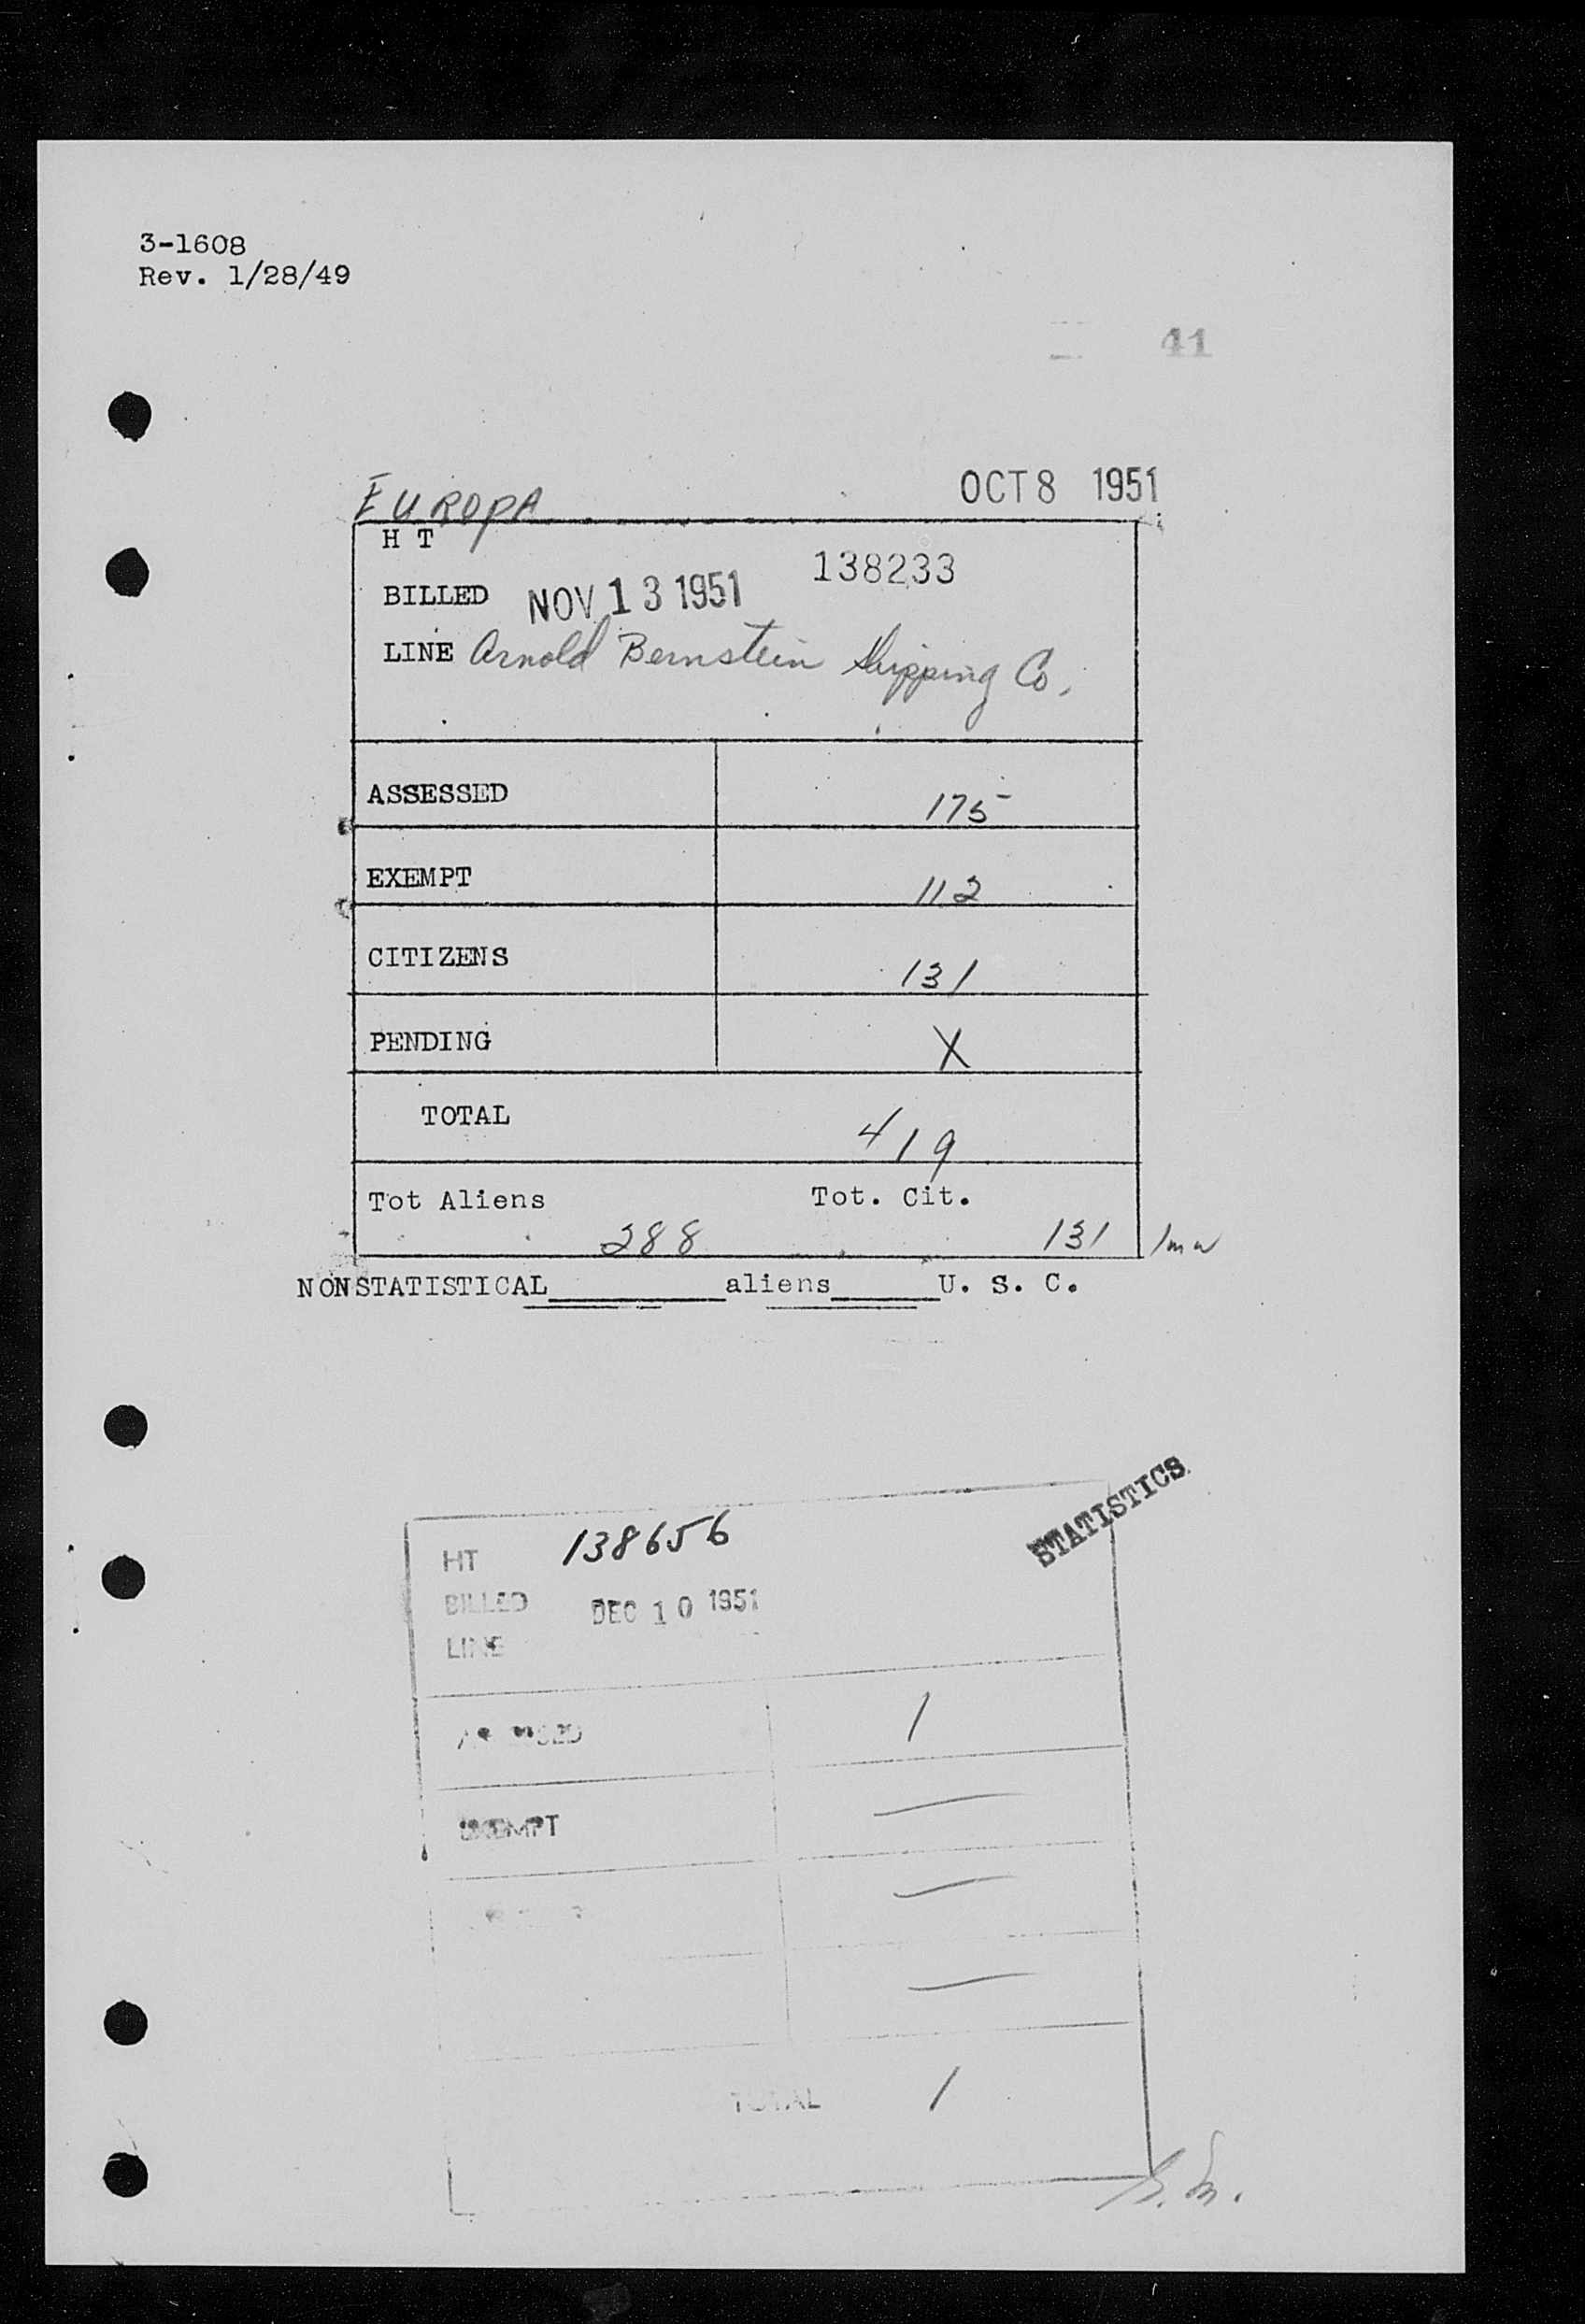 3-1608
Rev. 1/28/49
41
EUROPA OCT 8 1951
H T
138233
BILLED NOV 13 1951
LINE Arnold Bernstein Shipping Co.
ASSESSED 175
EXEMPT 112
CITIZENS 131
PENDING X
TOTAL 419
Tot Aliens Tot. Cit.
288 131 lmw
NONSTATISTICAL aliens U. S. C.
STATISTICS
HT 138656
BILLED DEC 10 1951
LINE
1
EXEMPT —
—
—
TOTAL 1